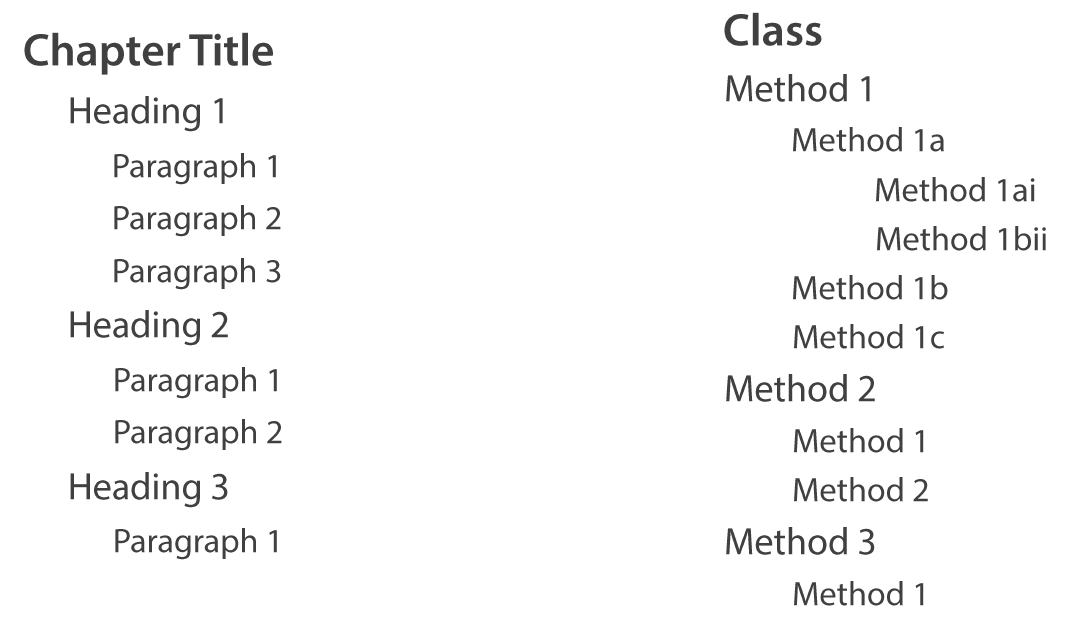 Chapter Title
Heading 1
Paragraph 1
Paragraph 2
Paragraph 3
Heading 2
Paragraph 1
Paragraph 2
Heading 3
Paragraph 1
Class
Method 1
Method 1a
Method 1ai
Method 1bii
Method 1b
Method 1c
Method 2
Method 1
Method 2
Method 3
Method 1